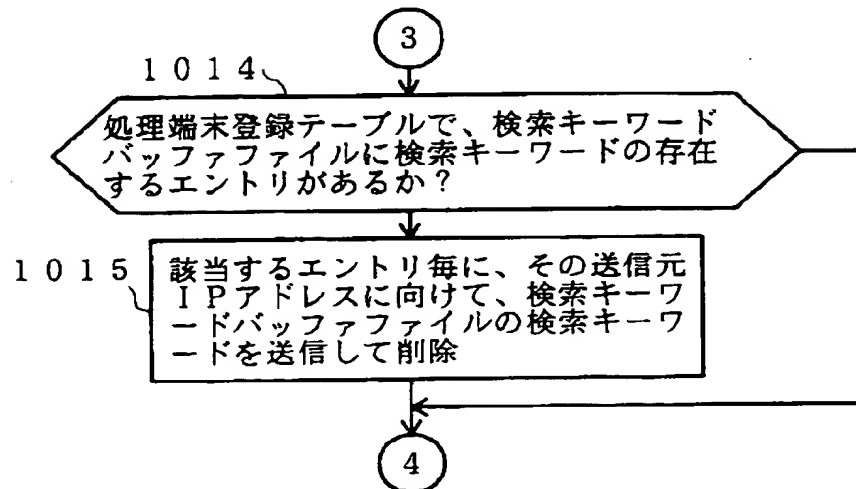 3
1014
処理端末登録テーブルで、検索キーワード
バッファファイルに検索キーワードの存在
するエントリがあるか？
1015
該当するエントリ毎に、その送信元
IPアドレスに向けて、検索キーワ
ードバッファファイルの検索キーワ
ードを送信して削除
4